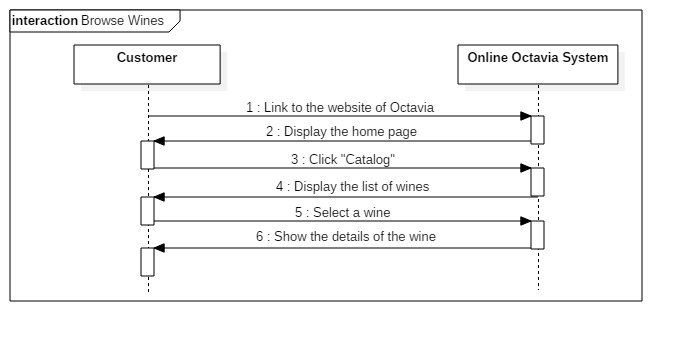 interaction Browse Wines
Customer
Online Octavia System
1 : Link to the website of Octavia
2 : Display the home page
3 : Click "Catalog"
4 : Display the list of wines
5 : Select a wine
6 : Show the details of the wine